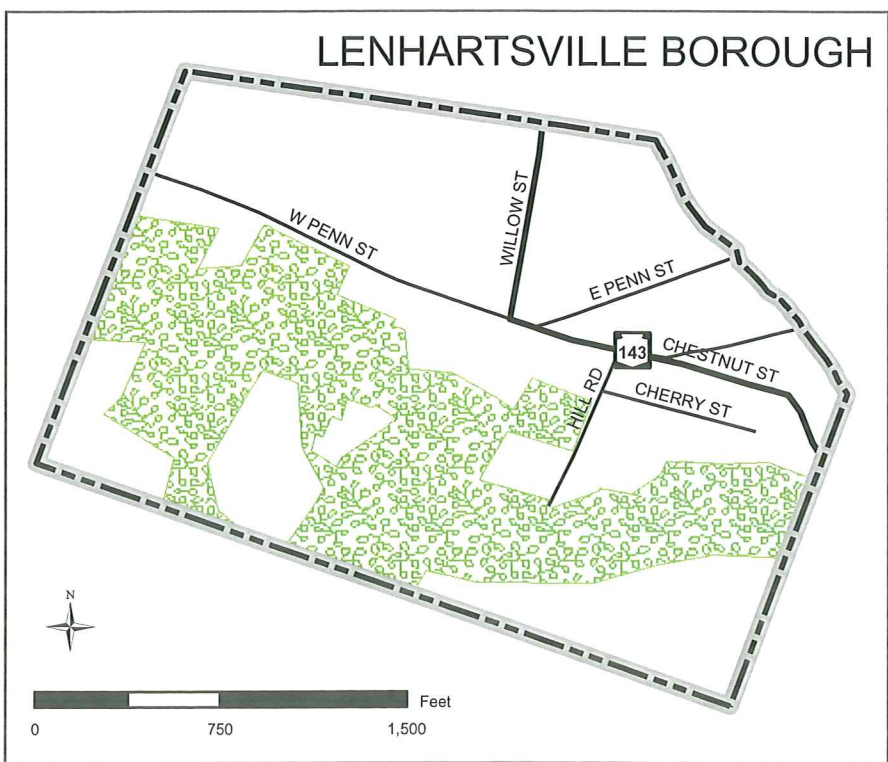 LENHARTSVILLE BOROUGH
W PENN ST
WILLOW ST
E PENN ST
143
CHESTNUT ST
HILL RD
CHERRY ST
N
Feet
0 750 1,500